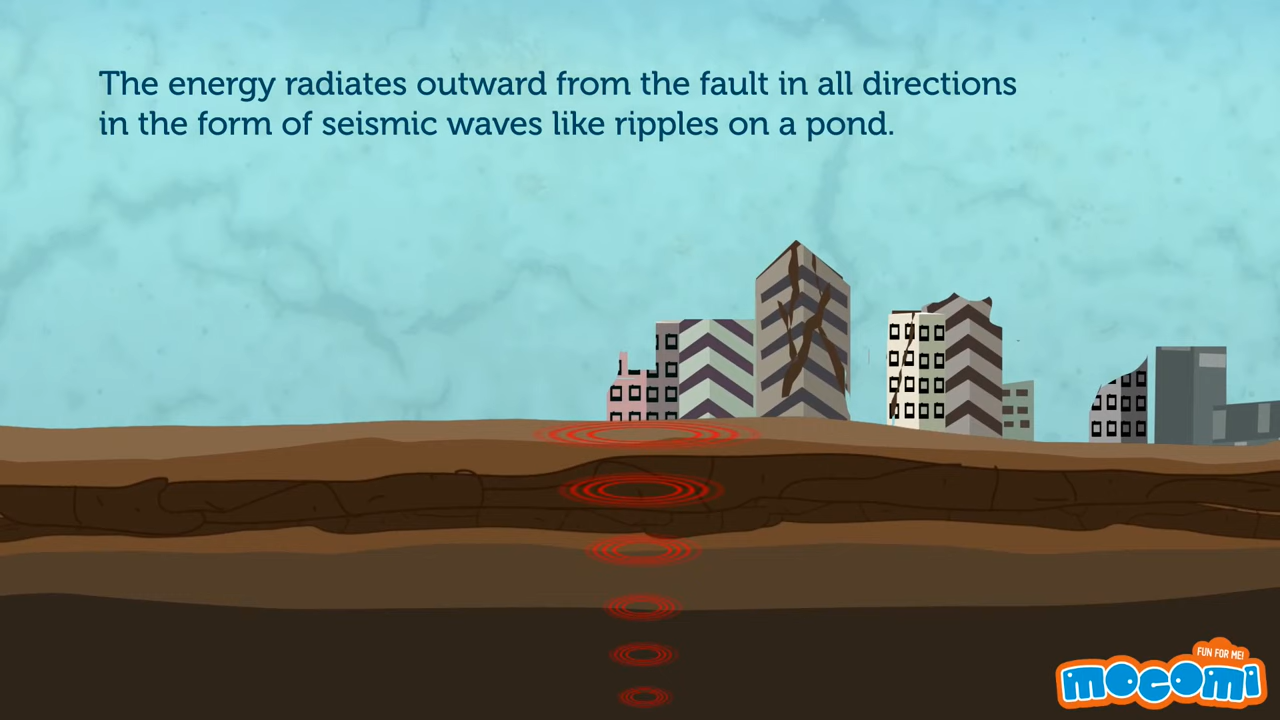 The energy radiates outward from the fault in all directions
in the form of seismic waves like ripples on a pond.
FUN FOR ME!
mocomi